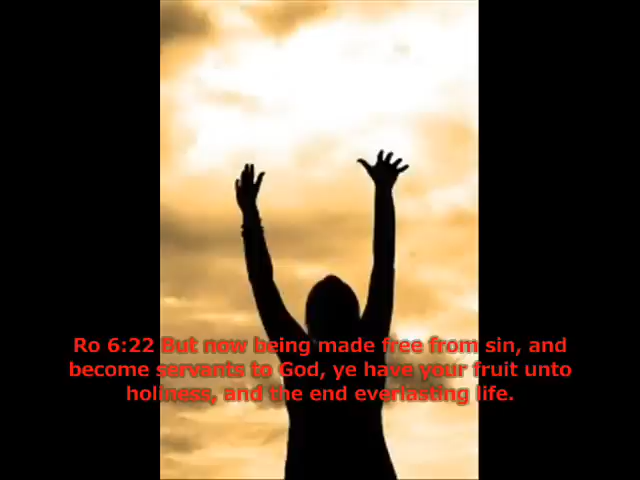 Ro 6:22 But now being made free from sin, and
become servants to God, ye have your fruit unto
holiness, and the end everlasting life.